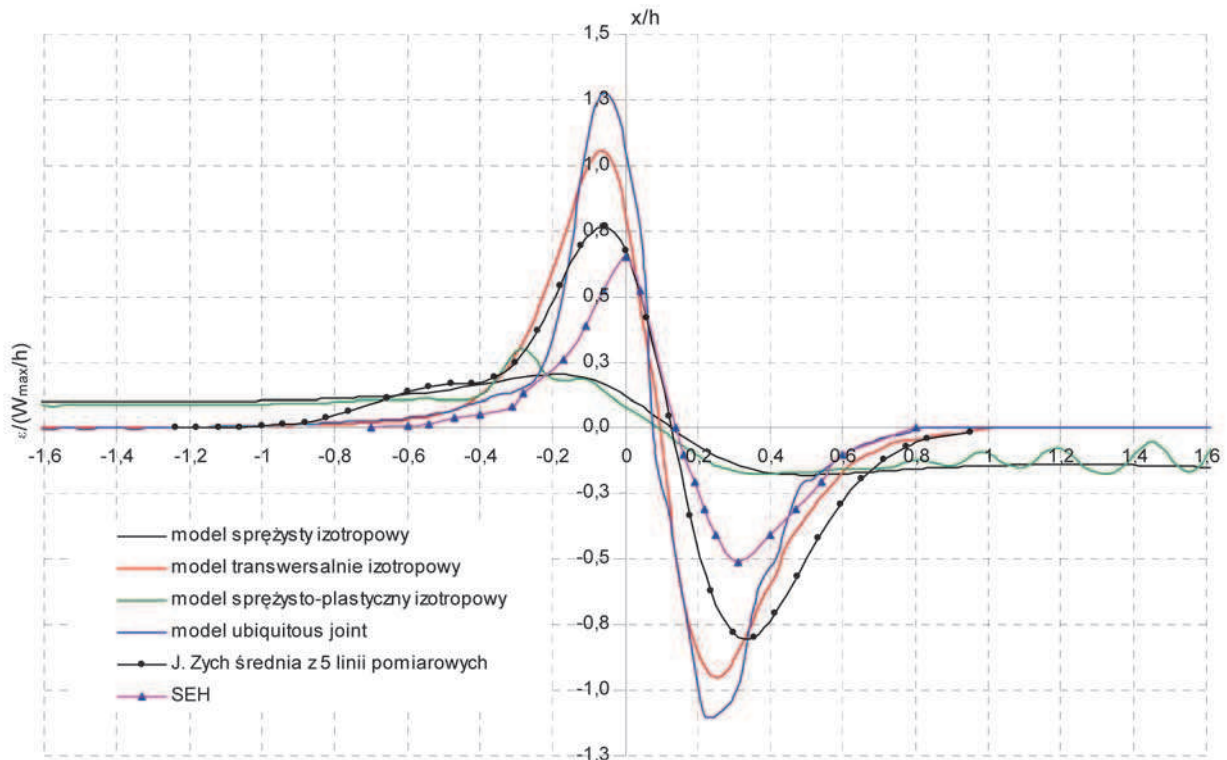 x/h
1,5
1,3
1,0
0,8
0,5
0,3
0,0
-0,3
-0,5
-0,8
-1,0
-1,3
ε/(Wmax/h)
-1,6 -1,4 -1,2 -1 -0,8 -0,6 -0,4 -0,2 0 0,2 0,4 0,6 0,8 1 1,2 1,4 1,6
model sprężysty izotropowy
model transwersalnie izotropowy
model sprężysto-plastyczny izotropowy
model ubiquitous joint
J. Zych średnia z 5 linii pomiarowych
SEH